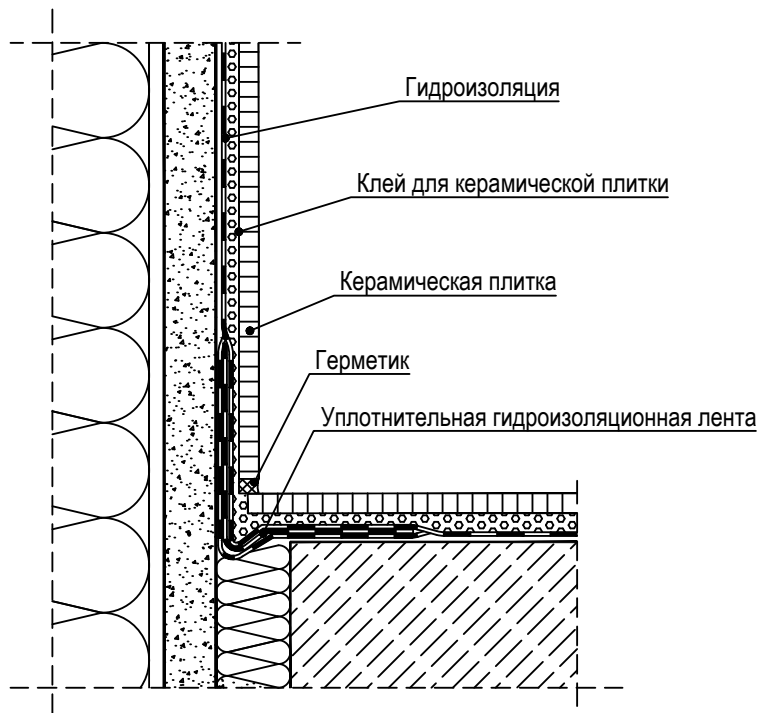 Гидроизоляция
Клей для керамической плитки
Керамическая плитка
Герметик
Уплотнительная гидроизоляционная лента